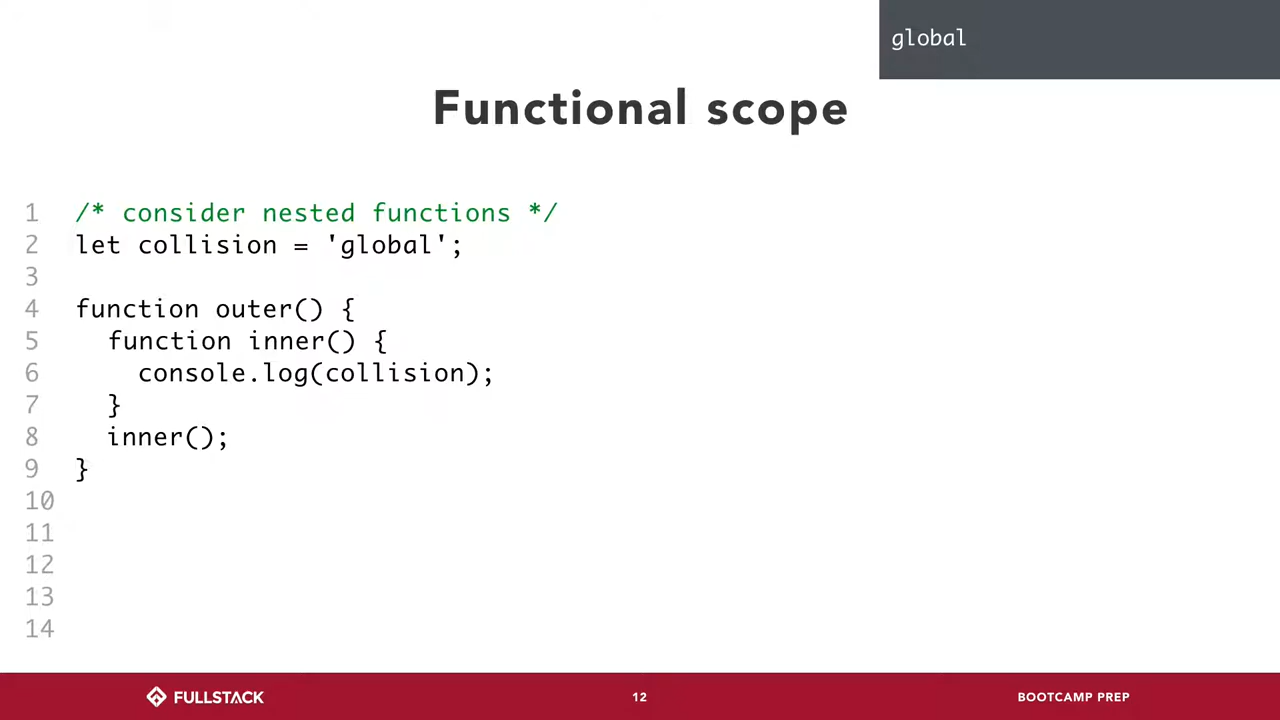 global
Functional scope
1 /* consider nested functions */
2 let collision = 'global';
3
4 function outer() {
5   function inner() {
6     console.log(collision);
7   }
8   inner();
9 }
10
11
12
13
14
FULLSTACK
12
BOOTCAMP PREP